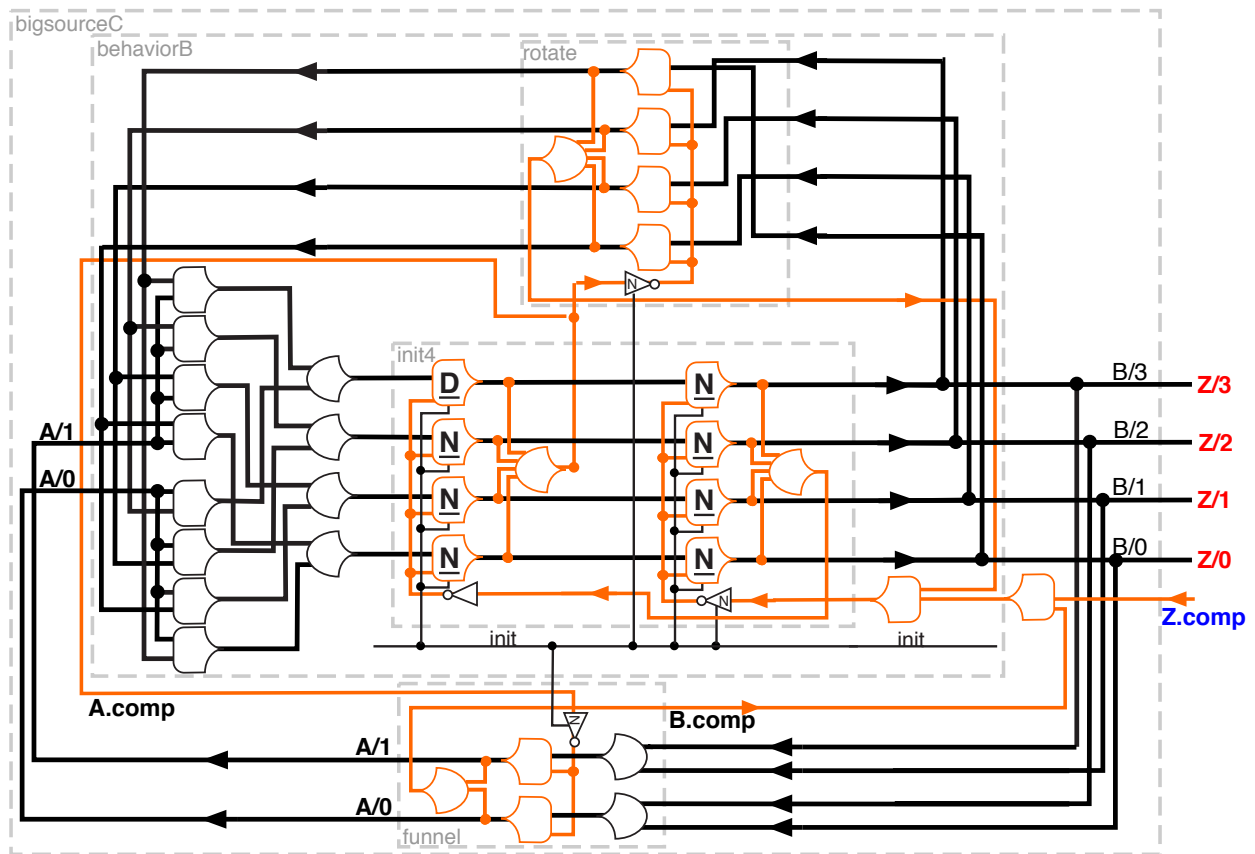 bigsourceC
behaviorB
rotate
N
init4
D
N
B/3
Z/3
A/1
N
N
B/2
Z/2
A/0
N
N
B/1
Z/1
N
N
B/0
Z/0
N
Z.comp
init
init
A.comp
B.comp
N
A/1
A/0
funnel